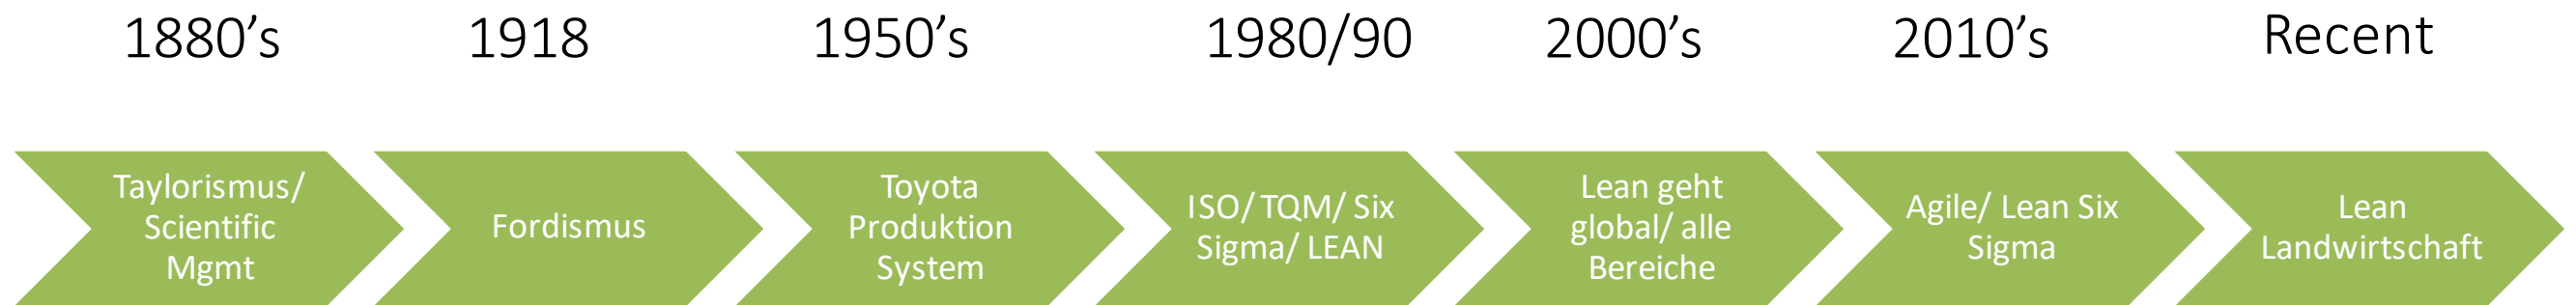 1880’s 1918 1950’s 1980/90 2000’s 2010’s Recent
Taylorismus/
Scientific
Mgmt
Fordismus
Toyota
Produktion
System
ISO/ TQM/ Six
Sigma/ LEAN
Lean geht
global/ alle
Bereiche
Agile/ Lean Six
Sigma
Lean
Landwirtschaft